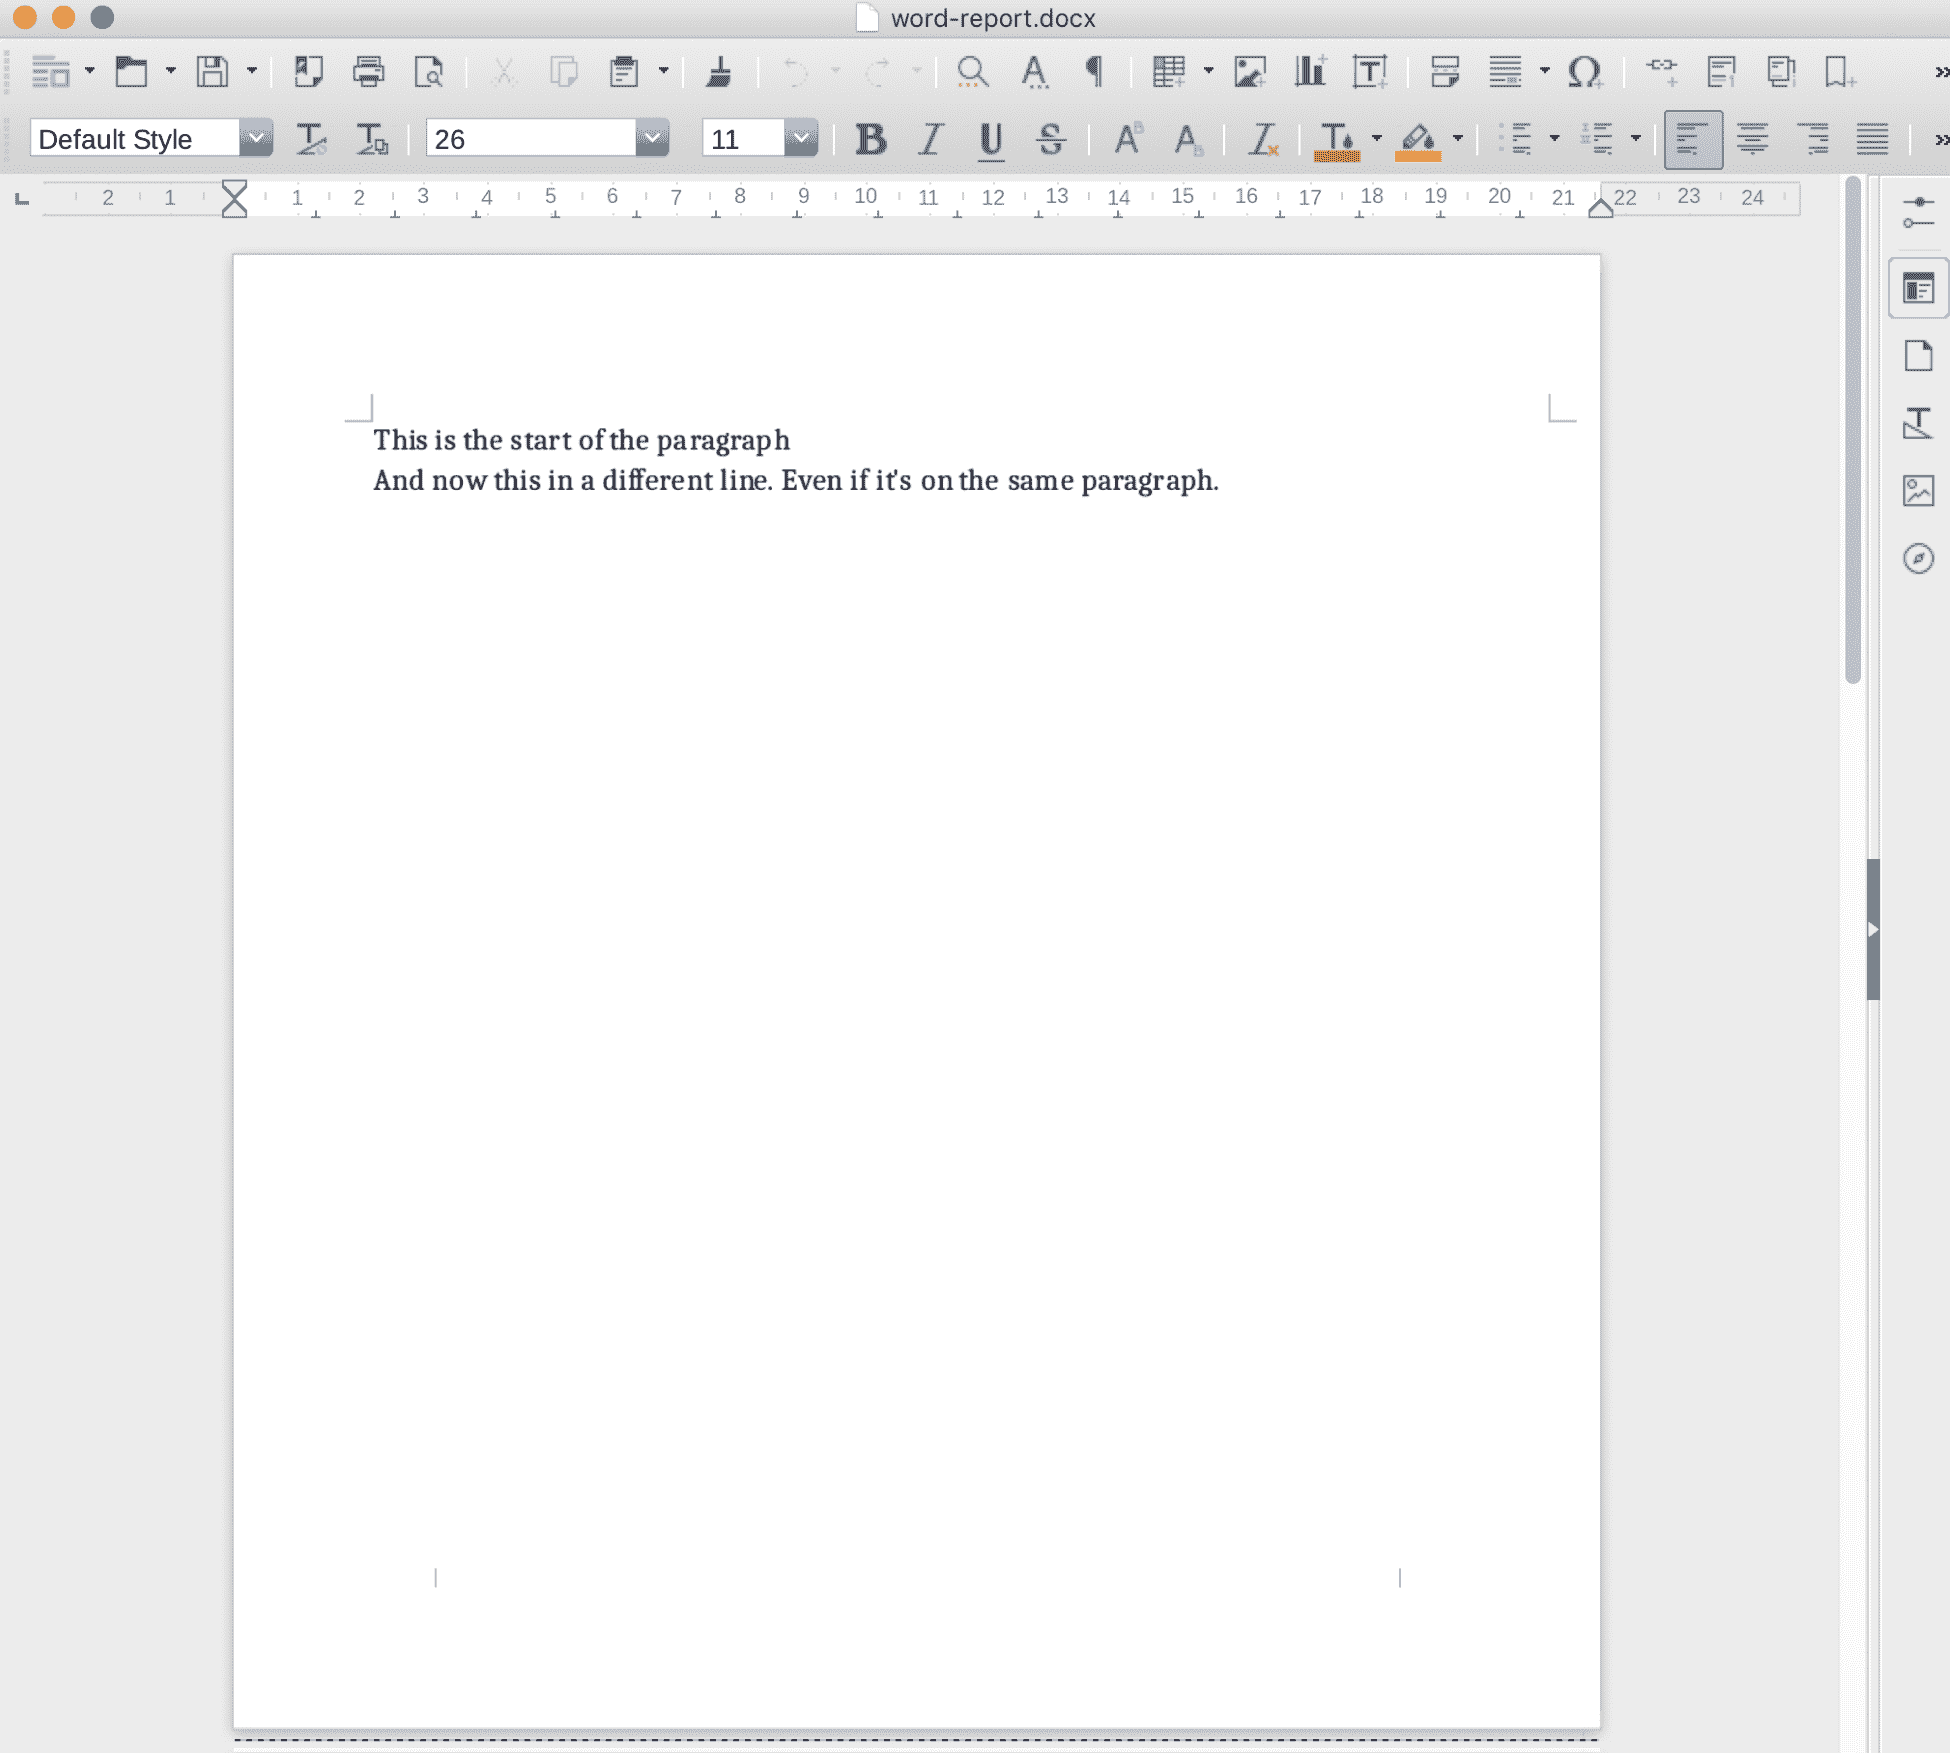 word-report.docx
Default Style 26 11
2 1 1 2 3 4 5 6 7 8 9 10 11 12 13 14 15 16 17 18 19 20 21 22 23 24
This is the start of the paragraph
And now this in a different line. Even if it's on the same paragraph.